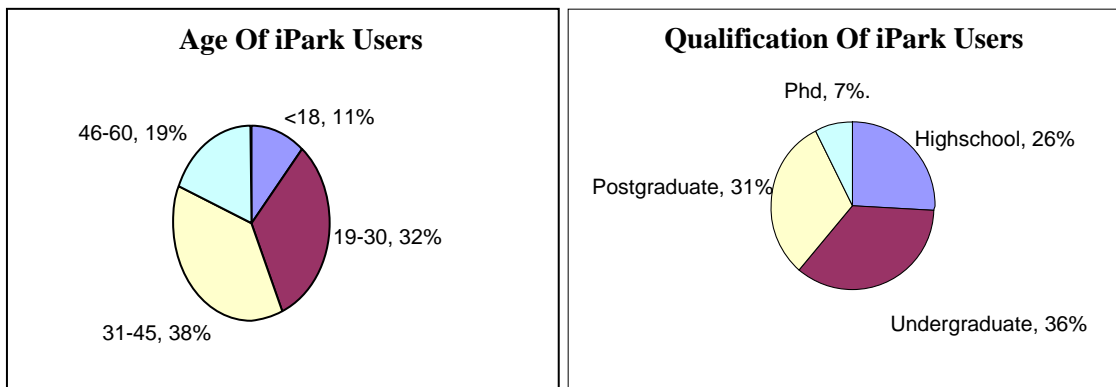 Age Of iPark Users
<18, 11%
46-60, 19%
19-30, 32%
31-45, 38%
Qualification Of iPark Users
Phd, 7%.
Highschool, 26%
Postgraduate, 31%
Undergraduate, 36%